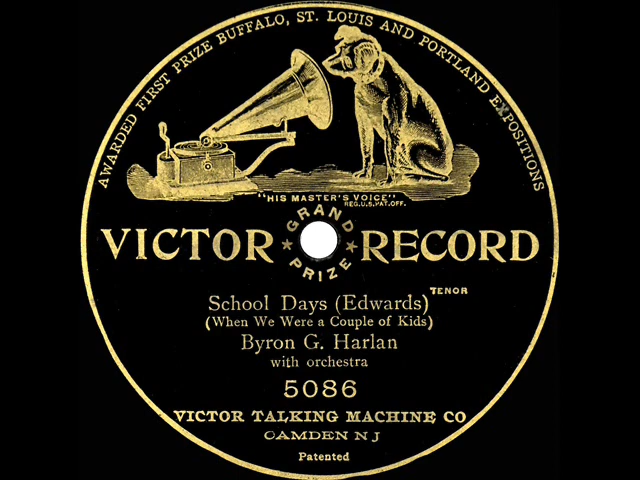 AWARDED FIRST PRIZE BUFFALO, ST. LOUIS AND PORTLAND EXPOSITIONS
"HIS MASTER'S VOICE"
REG.U.S.PAT.OFF.
GRAND PRIZE
VICTOR RECORD
TENOR
School Days (Edwards)
(When We Were a Couple of Kids)
Byron G. Harlan
with orchestra
5086
VICTOR TALKING MACHINE CO
CAMDEN N J
Patented